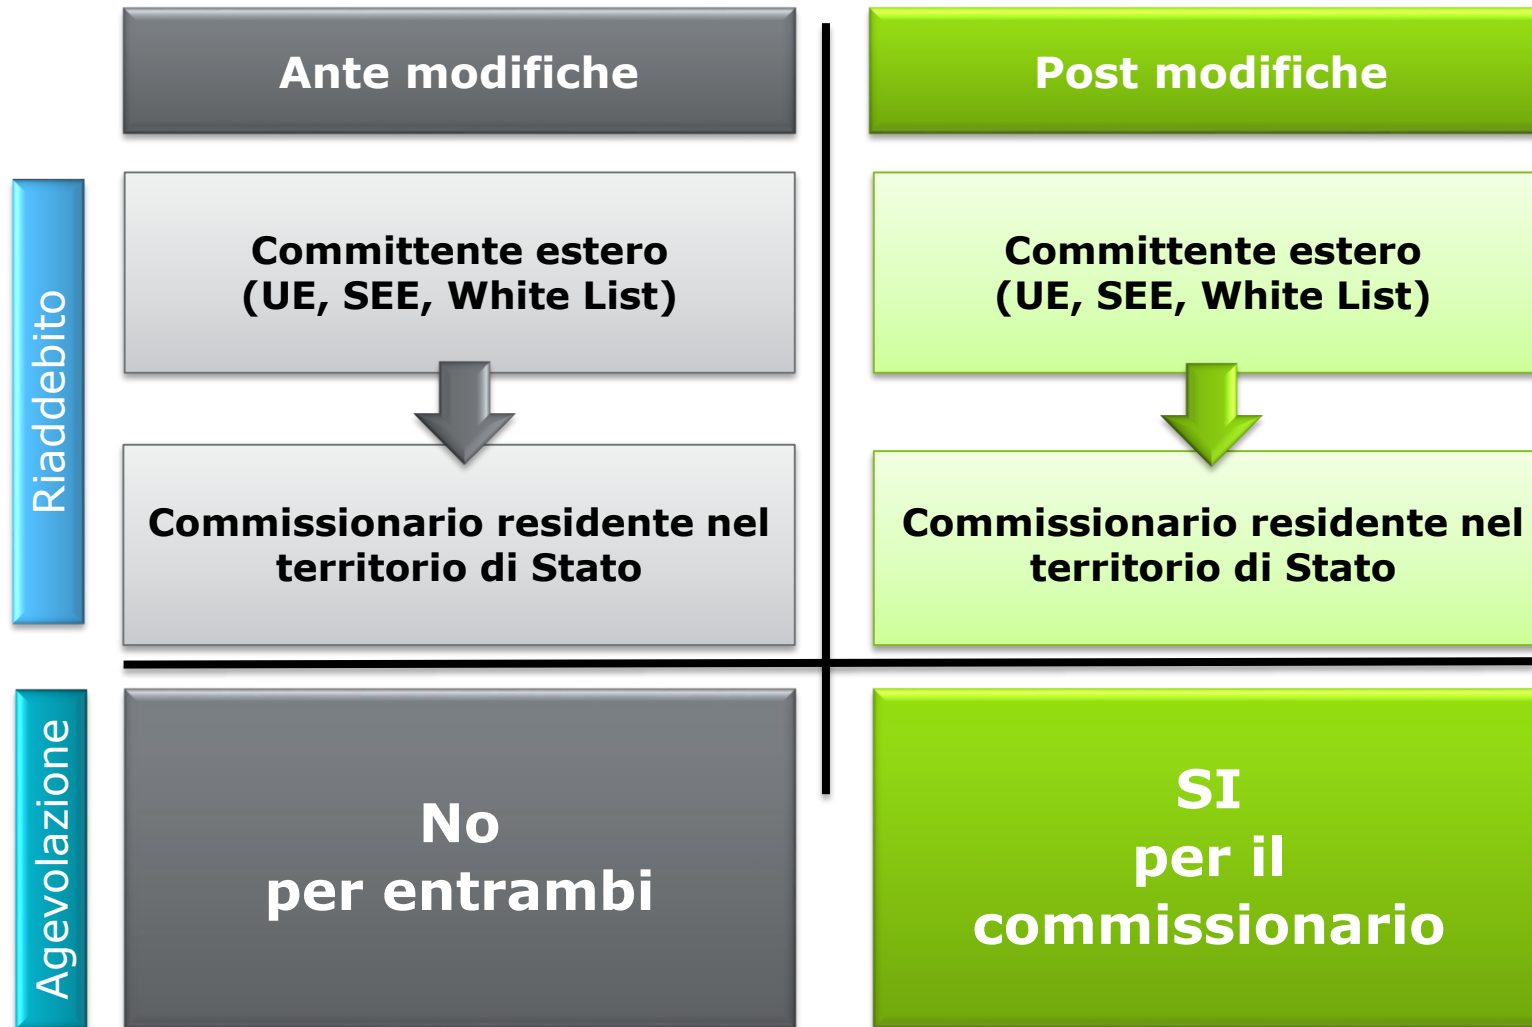 Ante modifiche
Post modifiche
Riaddebito
Committente estero
(UE, SEE, White List)
Committente estero
(UE, SEE, White List)
Commissionario residente nel
territorio di Stato
Commissionario residente nel
territorio di Stato
Agevolazione
No
per entrambi
SI
per il
commissionario